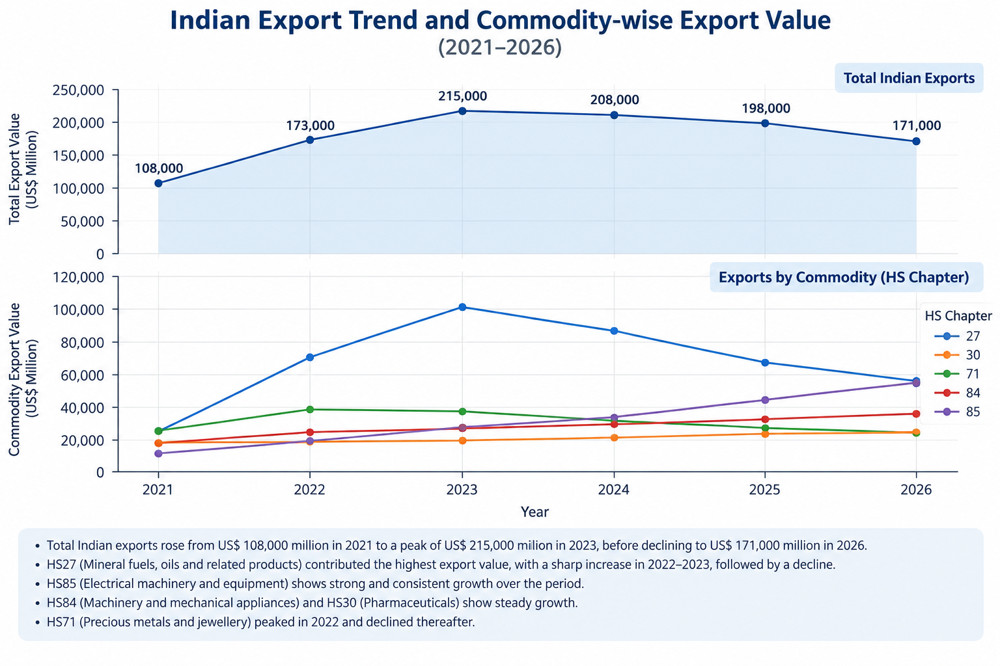 Indian Export Trend and Commodity-wise Export Value
(2021–2026)
Total Indian Exports
Total Export Value
(US$ Million)
250,000
200,000
150,000
100,000
50,000
0
108,000
173,000
215,000
208,000
198,000
171,000
Exports by Commodity (HS Chapter)
Commodity Export Value
(US$ Million)
120,000
100,000
80,000
60,000
40,000
20,000
0
HS Chapter
27
30
71
84
85
2021 2022 2023 2024 2025 2026
Year
• Total Indian exports rose from US$ 108,000 million in 2021 to a peak of US$ 215,000 million in 2023, before declining to US$ 171,000 million in 2026.
• HS27 (Mineral fuels, oils and related products) contributed the highest export value, with a sharp increase in 2022–2023, followed by a decline.
• HS85 (Electrical machinery and equipment) shows strong and consistent growth over the period.
• HS84 (Machinery and mechanical appliances) and HS30 (Pharmaceuticals) show steady growth.
• HS71 (Precious metals and jewellery) peaked in 2022 and declined thereafter.